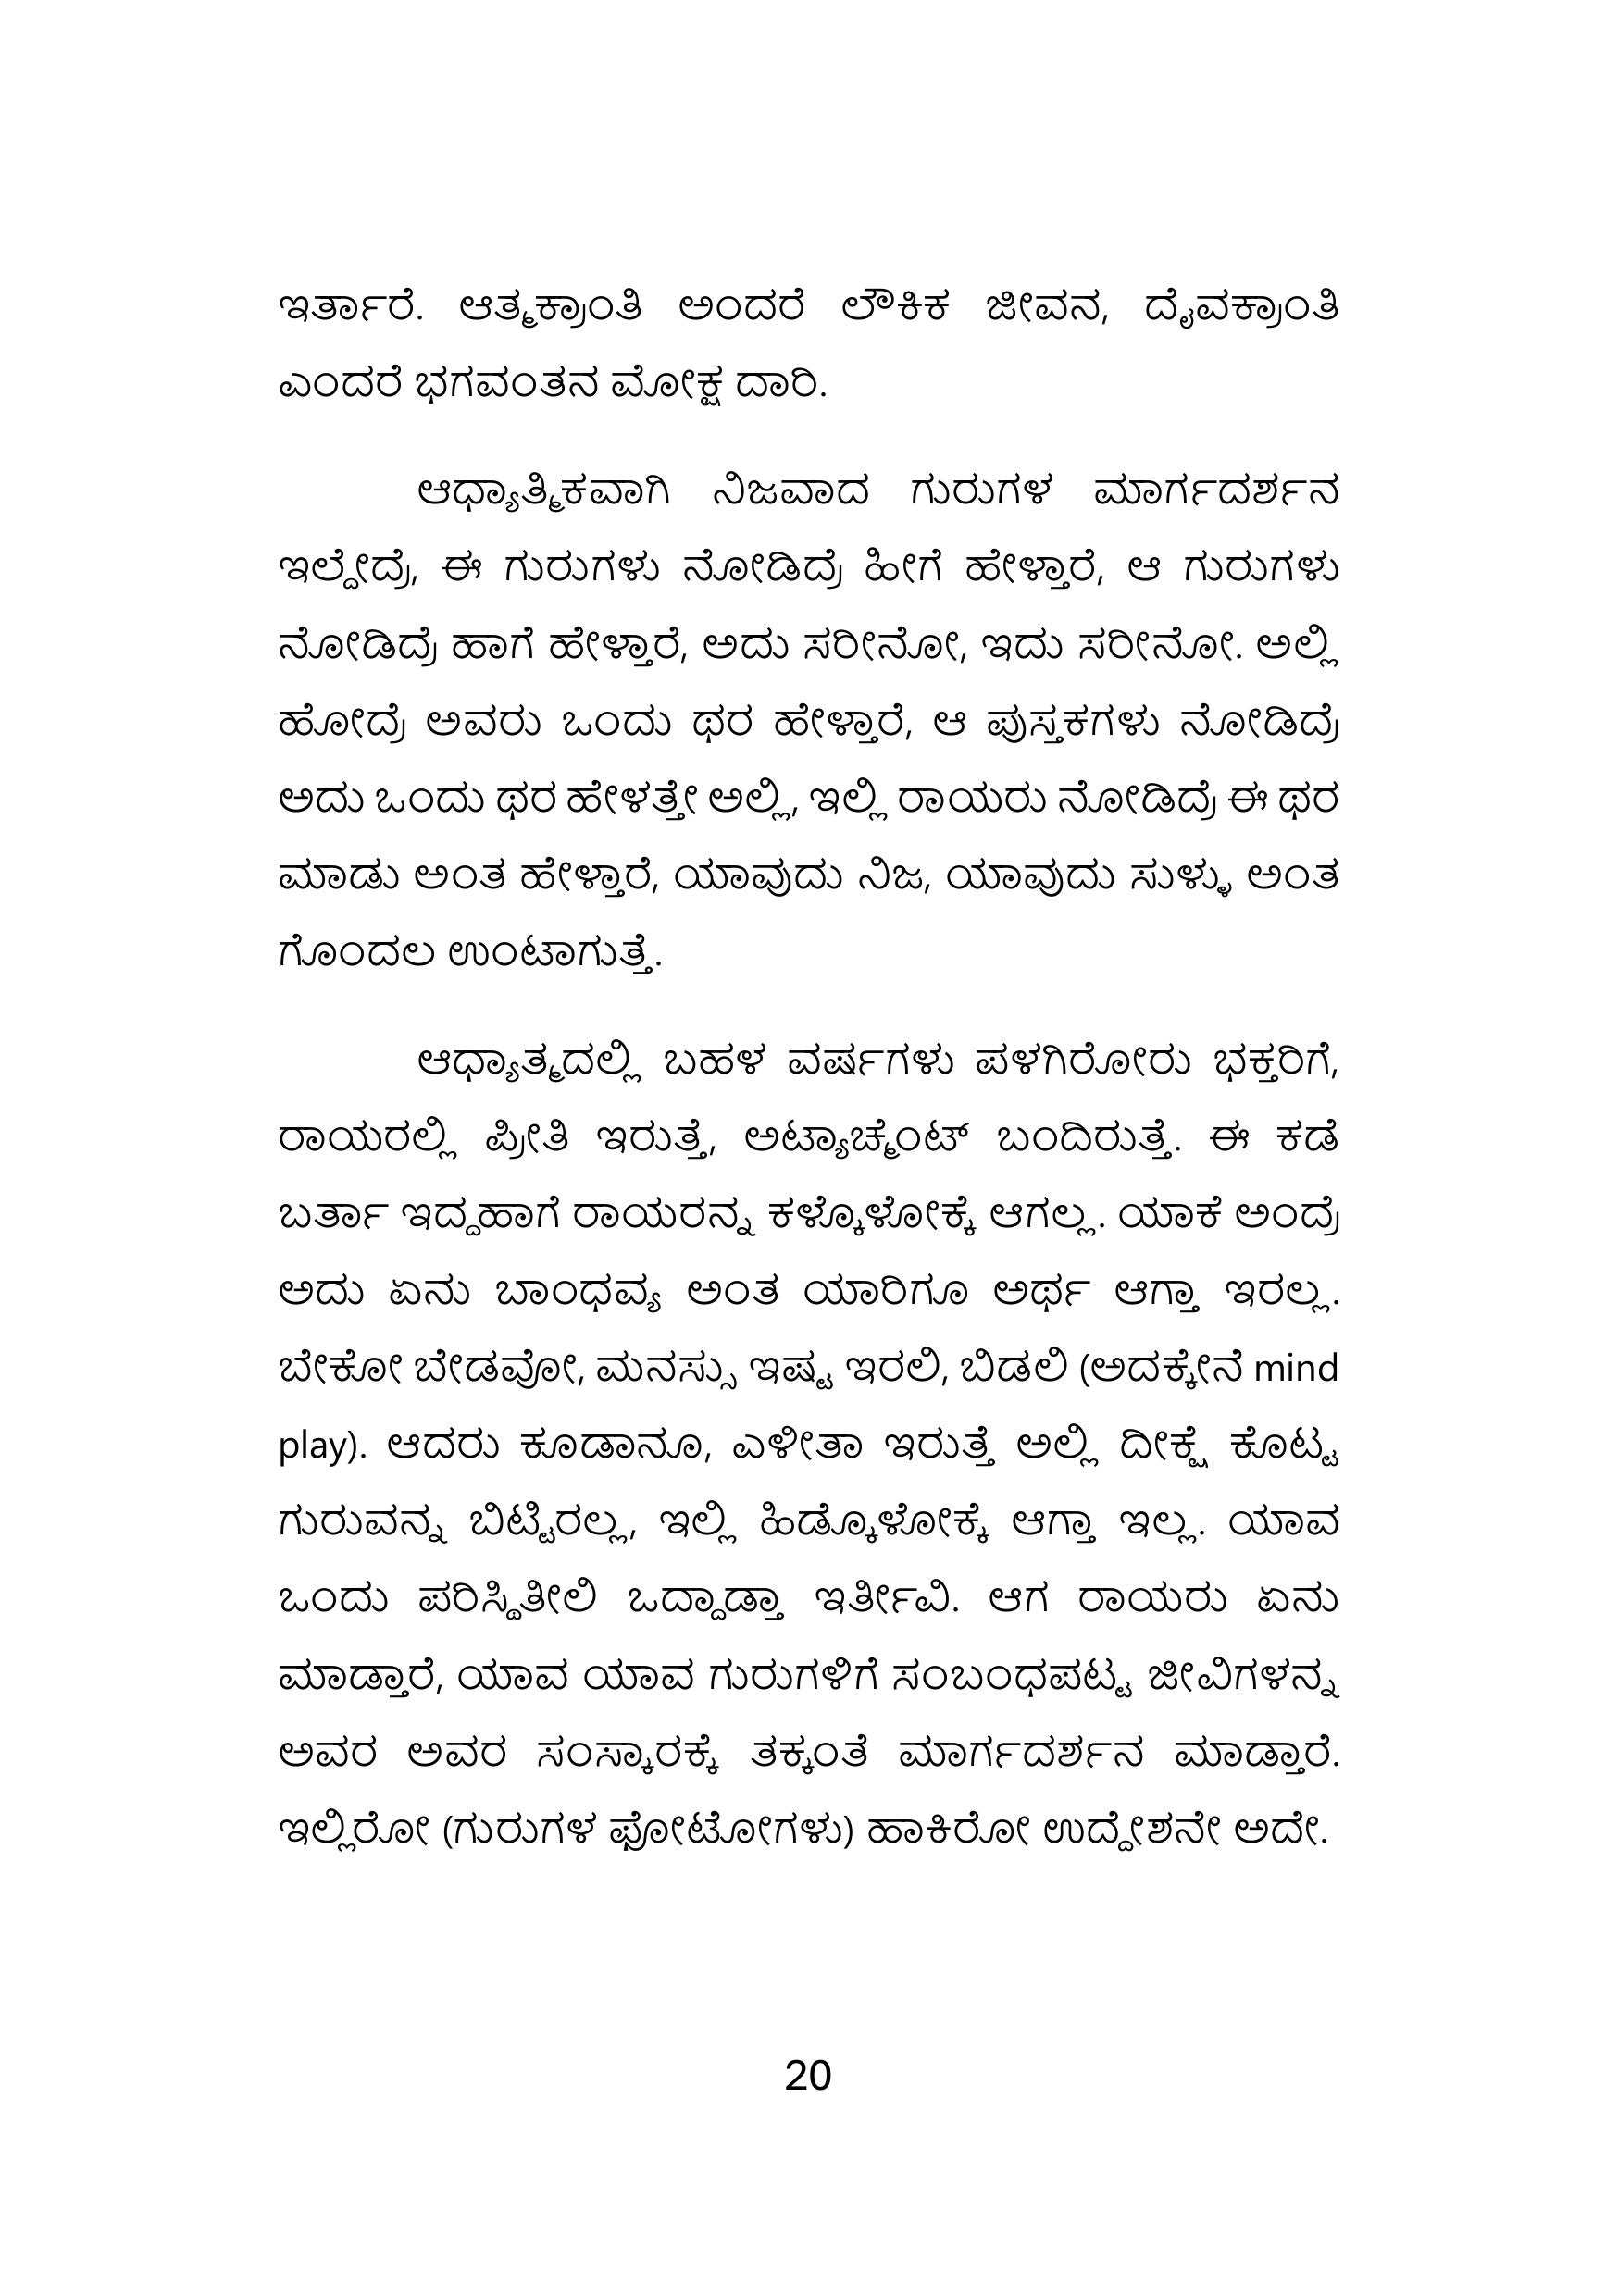 ಇರ್ತಾರೆ. ಆತ್ಮಕ್ರಾಂತಿ ಅಂದರೆ ಲೌಕಿಕ ಜೀವನ, ದೈವಕ್ರಾಂತಿ
ಎಂದರೆ ಭಗವಂತನ ಮೋಕ್ಷ ದಾರಿ.
ಆಧ್ಯಾತ್ಮಿಕವಾಗಿ ನಿಜವಾದ ಗುರುಗಳ ಮಾರ್ಗದರ್ಶನ
ಇಲ್ದೇದ್ರೆ, ಈ ಗುರುಗಳು ನೋಡಿದ್ರೆ ಹೀಗೆ ಹೇಳ್ತಾರೆ, ಆ ಗುರುಗಳು
ನೋಡಿದ್ರೆ ಹಾಗೆ ಹೇಳ್ತಾರೆ, ಅದು ಸರೀನೋ, ಇದು ಸರೀನೋ. ಅಲ್ಲಿ
ಹೋದ್ರೆ ಅವರು ಒಂದು ಥರ ಹೇಳ್ತಾರೆ, ಆ ಪುಸ್ತಕಗಳು ನೋಡಿದ್ರೆ
ಅದು ಒಂದು ಥರ ಹೇಳತ್ತೇ ಅಲ್ಲಿ, ಇಲ್ಲಿ ರಾಯರು ನೋಡಿದ್ರೆ ಈ ಥರ
ಮಾಡು ಅಂತ ಹೇಳ್ತಾರೆ, ಯಾವುದು ನಿಜ, ಯಾವುದು ಸುಳ್ಳು ಅಂತ
ಗೊಂದಲ ಉಂಟಾಗುತ್ತೆ.
ಆಧ್ಯಾತ್ಮದಲ್ಲಿ ಬಹಳ ವರ್ಷಗಳು ಪಳಗಿರೋರು ಭಕ್ತರಿಗೆ,
ರಾಯರಲ್ಲಿ ಪ್ರೀತಿ ಇರುತ್ತೆ, ಅಟ್ಯಾಚ್ಮೆಂಟ್ ಬಂದಿರುತ್ತೆ. ಈ ಕಡೆ
ಬರ್ತಾ ಇದ್ದಹಾಗೆ ರಾಯರನ್ನ ಕಳ್ಕೊಳೋಕ್ಕೆ ಆಗಲ್ಲ. ಯಾಕೆ ಅಂದ್ರೆ
ಅದು ಏನು ಬಾಂಧವ್ಯ ಅಂತ ಯಾರಿಗೂ ಅರ್ಥ ಆಗ್ತಾ ಇರಲ್ಲ.
ಬೇಕೋ ಬೇಡವೋ, ಮನಸ್ಸು ಇಷ್ಟ ಇರಲಿ, ಬಿಡಲಿ (ಅದಕ್ಕೇನೆ mind
play). ಆದರು ಕೂಡಾನೂ, ಎಳೀತಾ ಇರುತ್ತೆ ಅಲ್ಲಿ ದೀಕ್ಷೆ ಕೊಟ್ಟ
ಗುರುವನ್ನ ಬಿಟ್ಟಿರಲ್ಲ, ಇಲ್ಲಿ ಹಿಡ್ಕೊಳೋಕ್ಕೆ ಆಗ್ತಾ ಇಲ್ಲ. ಯಾವ
ಒಂದು ಪರಿಸ್ಥಿತೀಲಿ ಒದ್ದಾಡ್ತಾ ಇರ್ತೀವಿ. ಆಗ ರಾಯರು ಏನು
ಮಾಡ್ತಾರೆ, ಯಾವ ಯಾವ ಗುರುಗಳಿಗೆ ಸಂಬಂಧಪಟ್ಟ ಜೀವಿಗಳನ್ನ
ಅವರ ಅವರ ಸಂಸ್ಕಾರಕ್ಕೆ ತಕ್ಕಂತೆ ಮಾರ್ಗದರ್ಶನ ಮಾಡ್ತಾರೆ.
ಇಲ್ಲಿರೋ (ಗುರುಗಳ ಫೋಟೋಗಳು) ಹಾಕಿರೋ ಉದ್ದೇಶನೇ ಅದೇ.
20